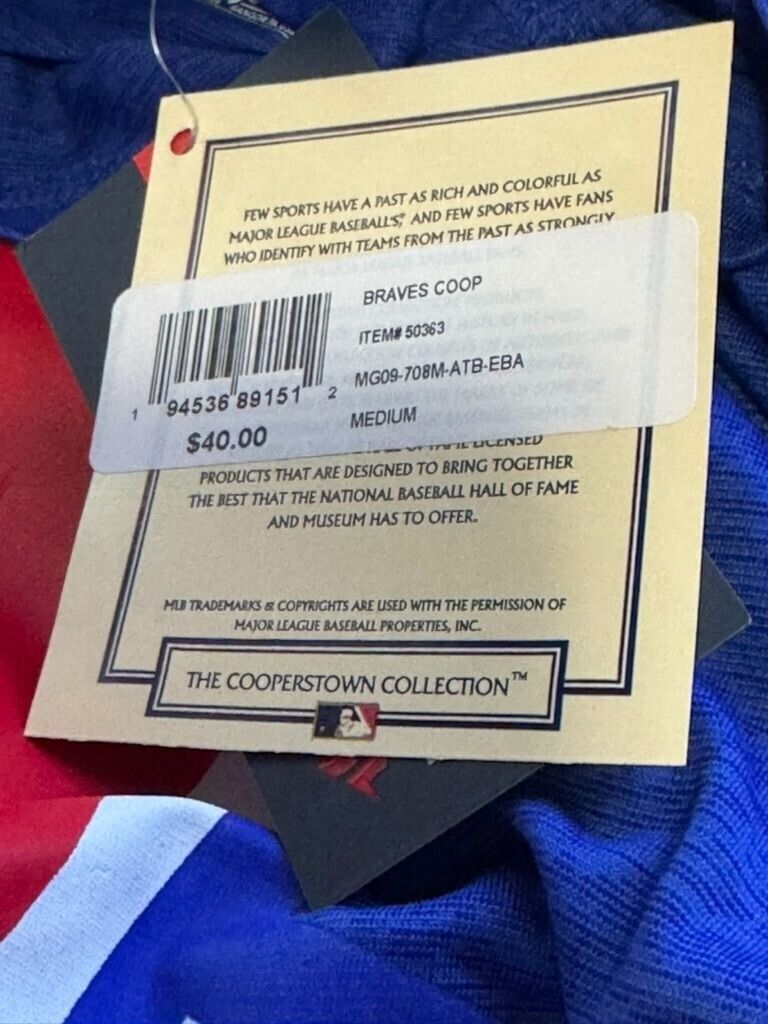 FEW SPORTS HAVE A PAST AS RICH AND COLORFUL AS
MAJOR LEAGUE BASEBALL'S,® AND FEW SPORTS HAVE FANS
WHO IDENTIFY WITH TEAMS FROM THE PAST AS STRONGLY
BRAVES COOP
ITEM# 50363
MG09-708M-ATB-EBA
MEDIUM
1 94536 89151 2
$40.00
LICENSED
PRODUCTS THAT ARE DESIGNED TO BRING TOGETHER
THE BEST THAT THE NATIONAL BASEBALL HALL OF FAME
AND MUSEUM HAS TO OFFER.
MLB TRADEMARKS & COPYRIGHTS ARE USED WITH THE PERMISSION OF
MAJOR LEAGUE BASEBALL PROPERTIES, INC.
THE COOPERSTOWN COLLECTION™